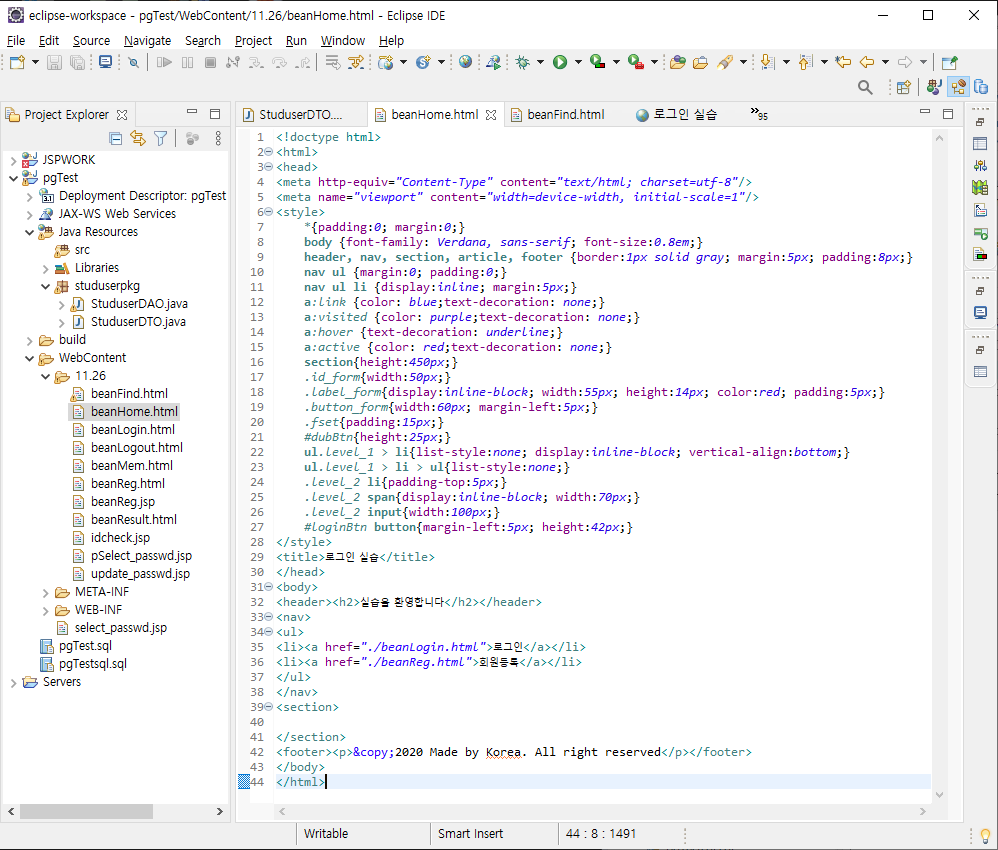 eclipse-workspace - pgTest/WebContent/11.26/beanHome.html - Eclipse IDE
File Edit Source Navigate Search Project Run Window Help
Project Explorer
JSPWORK
pgTest
Deployment Descriptor: pgTest
JAX-WS Web Services
Java Resources
src
Libraries
studuserpkg
StuduserDAO.java
StuduserDTO.java
build
WebContent
11.26
beanFind.html
beanHome.html
beanLogin.html
beanLogout.html
beanMem.html
beanReg.html
beanReg.jsp
beanResult.html
idcheck.jsp
pSelect_passwd.jsp
update_passwd.jsp
META-INF
WEB-INF
select_passwd.jsp
pgTest.sql
pgTestsql.sql
Servers
StuduserDTO.... beanHome.html beanFind.html 로그인 실습 »95
1 <!doctype html>
2 <html>
3 <head>
4 <meta http-equiv="Content-Type" content="text/html; charset=utf-8"/>
5 <meta name="viewport" content="width=device-width, initial-scale=1"/>
6 <style>
7 *{padding:0; margin:0;}
8 body {font-family: Verdana, sans-serif; font-size:0.8em;}
9 header, nav, section, article, footer {border:1px solid gray; margin:5px; padding:8px;}
10 nav ul {margin:0; padding:0;}
11 nav ul li {display:inline; margin:5px;}
12 a:link {color: blue;text-decoration: none;}
13 a:visited {color: purple;text-decoration: none;}
14 a:hover {text-decoration: underline;}
15 a:active {color: red;text-decoration: none;}
16 section{height:450px;}
17 .id_form{width:50px;}
18 .label_form{display:inline-block; width:55px; height:14px; color:red; padding:5px;}
19 .button_form{width:60px; margin-left:5px;}
20 .fset{padding:15px;}
21 #dubBtn{height:25px;}
22 ul.level_1 > li{list-style:none; display:inline-block; vertical-align:bottom;}
23 ul.level_1 > li > ul{list-style:none;}
24 .level_2 li{padding-top:5px;}
25 .level_2 span{display:inline-block; width:70px;}
26 .level_2 input{width:100px;}
27 #loginBtn button{margin-left:5px; height:42px;}
28 </style>
29 <title>로그인 실습</title>
30 </head>
31 <body>
32 <header><h2>실습을 환영합니다</h2></header>
33 <nav>
34 <ul>
35 <li><a href="./beanLogin.html">로그인</a></li>
36 <li><a href="./beanReg.html">회원등록</a></li>
37 </ul>
38 </nav>
39 <section>
40
41 </section>
42 <footer><p>&copy;2020 Made by Korea. All right reserved</p></footer>
43 </body>
44 </html>
Writable Smart Insert 44 : 8 : 1491